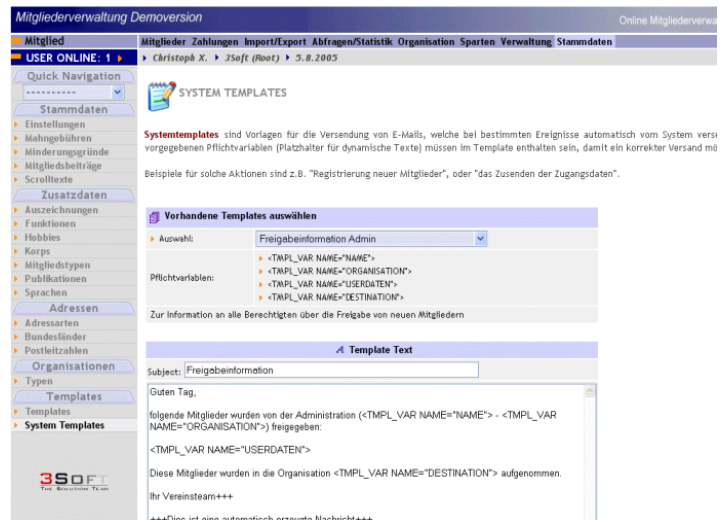 Mitgliederverwaltung Demoversion
Online Mitgliederverwa
Mitglied
Mitglieder Zahlungen Import/Export Abfragen/Statistik Organisation Sparten Verwaltung Stammdaten
USER ONLINE: 1
Christoph X. 3Soft (Root) 5.8.2005
Quick Navigation
----------
Stammdaten
Einstellungen
Mahngebühren
Minderungsgründe
Mitgliedsbeiträge
Scrolltexte
Zusatzdaten
Auszeichnungen
Funktionen
Hobbies
Korps
Mitgliedstypen
Publikationen
Sprachen
Adressen
Adressarten
Bundesländer
Postleitzahlen
Organisationen
Typen
Templates
Templates
System Templates
3SOFT
THE SOLUTION TEAM
SYSTEM TEMPLATES
Systemtemplates sind Vorlagen für die Versendung von E-Mails, welche bei bestimmten Ereignisse automatisch vom System verse
vorgegebenen Pflichtvariablen (Platzhalter für dynamische Texte) müssen im Template enthalten sein, damit ein korrekter Versand mö
Beispiele für solche Aktionen sind z.B. "Registrierung neuer Mitglieder", oder "das Zusenden der Zugangsdaten".
Vorhandene Templates auswählen
Auswahl:
Freigabeinformation Admin
Pflichtvariablen:
<TMPL_VAR NAME="NAME">
<TMPL_VAR NAME="ORGANISATION">
<TMPL_VAR NAME="USERDATEN">
<TMPL_VAR NAME="DESTINATION">
Zur Information an alle Berechtigten über die Freigabe von neuen Mitgliedern
Template Text
Subject: Freigabeinformation
Guten Tag,
folgende Mitglieder wurden von der Administration (<TMPL_VAR NAME="NAME"> - <TMPL_VAR
NAME="ORGANISATION">) freigegeben:
<TMPL_VAR NAME="USERDATEN">
Diese Mitglieder wurden in die Organisation <TMPL_VAR NAME="DESTINATION"> aufgenommen.
Ihr Vereinsteam+++
+++Dies ist eine automatisch erzeugte Nachricht+++